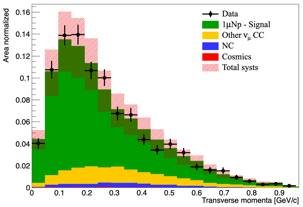 Area normalized
0.16
0.14
0.12
0.1
0.08
0.06
0.04
0.02
0
Data
1μNp - Signal
Other νμ CC
NC
Cosmics
Total systs
0 0.1 0.2 0.3 0.4 0.5 0.6 0.7 0.8 0.9
Transverse momenta [GeV/c]